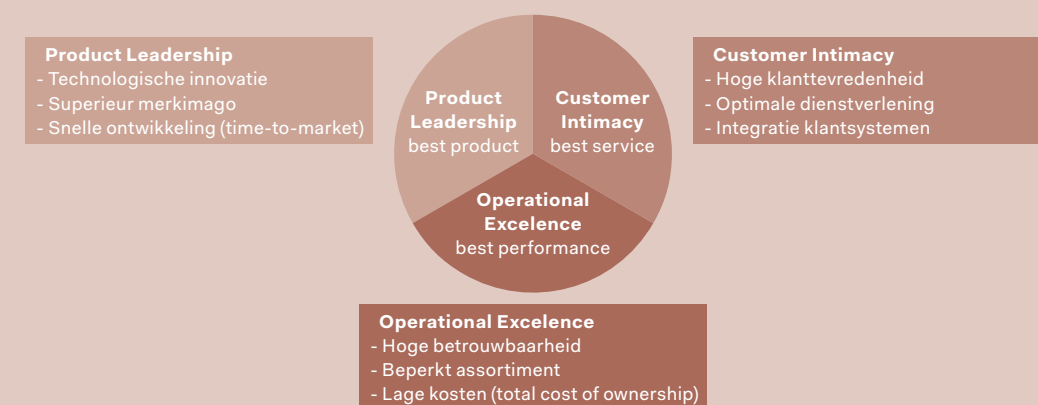 Product Leadership
- Technologische innovatie
- Superieur merkimago
- Snelle ontwikkeling (time-to-market)
Product
Leadership
best product
Customer
Intimacy
best service
Operational
Excelence
best performance
Customer Intimacy
- Hoge klanttevredenheid
- Optimale dienstverlening
- Integratie klantsystemen
Operational Excelence
- Hoge betrouwbaarheid
- Beperkt assortiment
- Lage kosten (total cost of ownership)